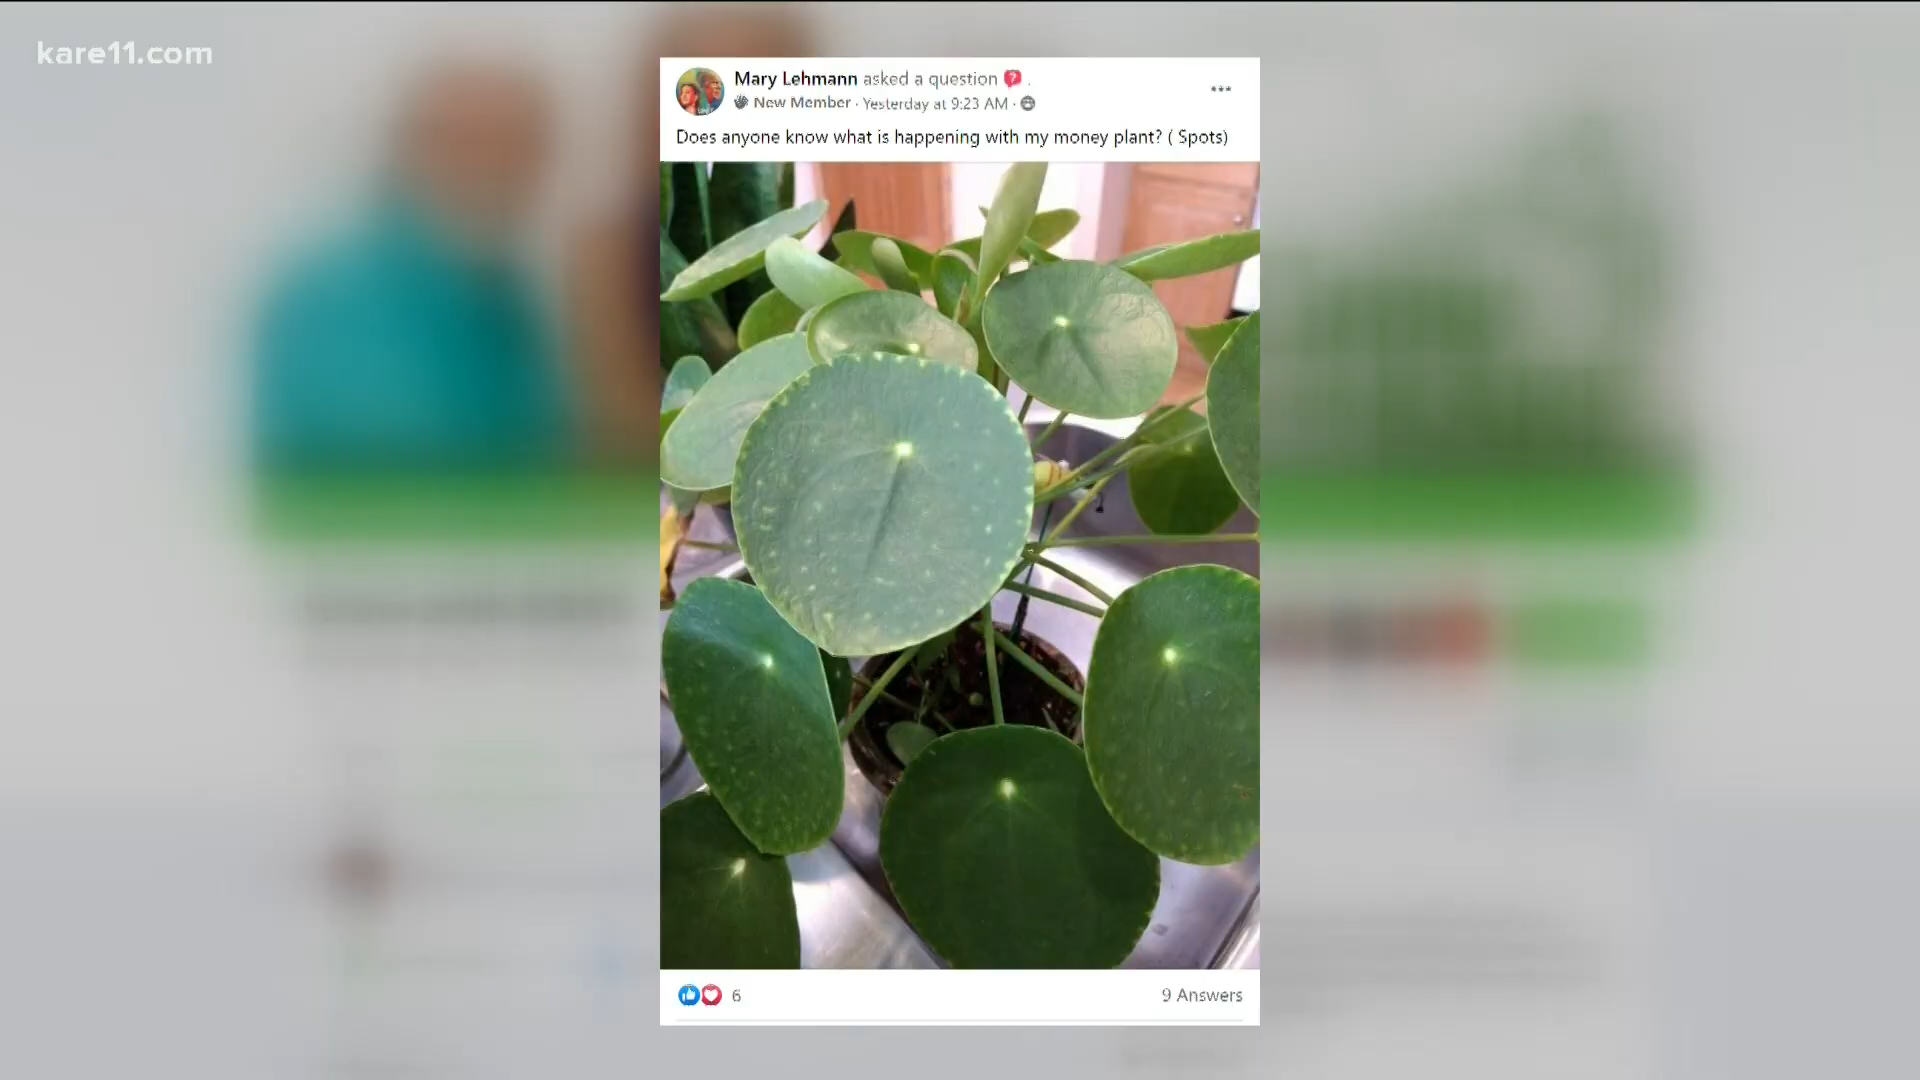 kare11.com
Mary Lehmann asked a question
New Member · Yesterday at 9:23 AM ·
Does anyone know what is happening with my money plant? ( Spots)
6
9 Answers